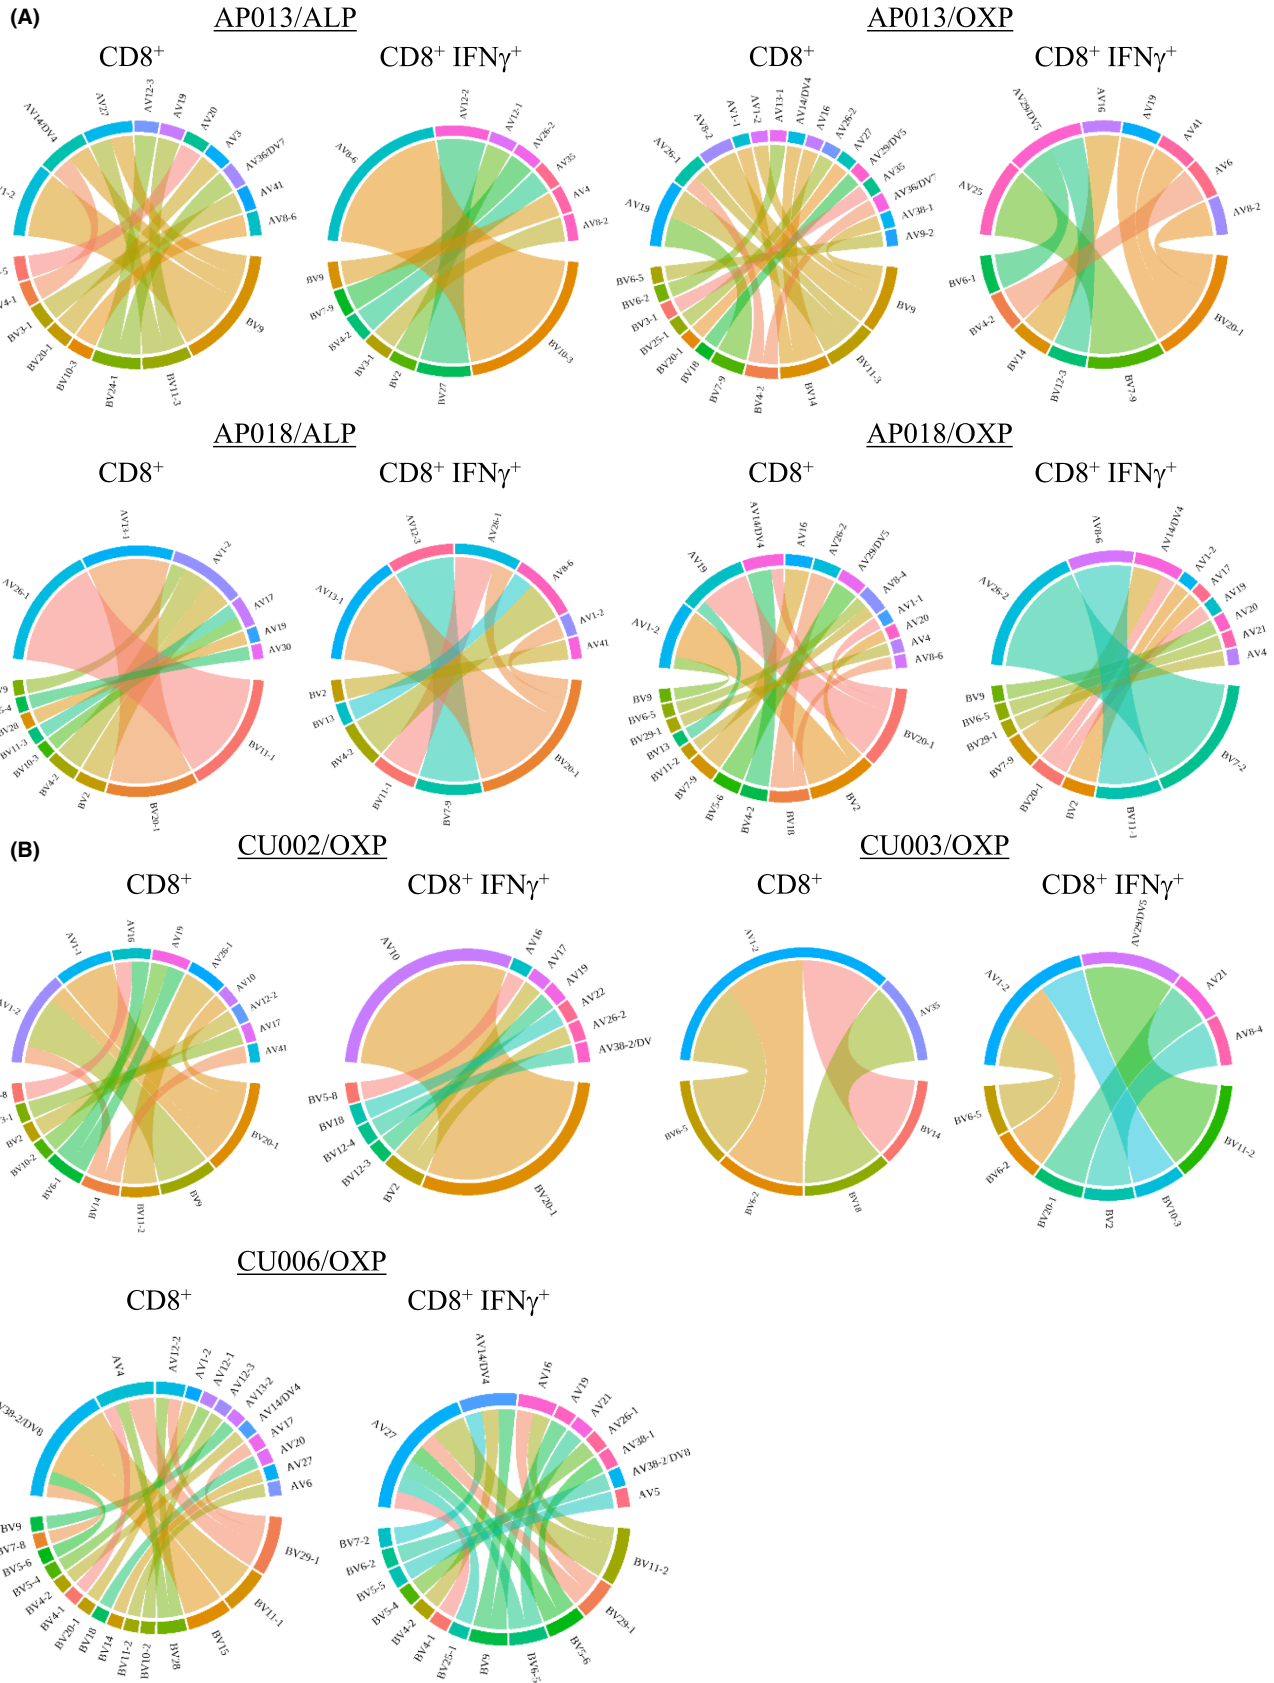 (A)
AP013/ALP
AP013/OXP
CD8+
CD8+ IFNγ+
CD8+
CD8+ IFNγ+
AV14/DV4
AV27
AV12-3
AV19
AV20
AV3
AV36/DV7
AV41
AV8-6
BV3-1
BV20-1
BV10-3
BV24-1
BV11-3
BV9
AV8-6
AV12-2
AV12-1
AV26-2
AV35
AV4
AV8-2
BV9
BV7-9
BV4-2
BV3-1
BV2
BV27
BV10-3
AV19
AV26-1
AV8-2
AV1-1
AV1-2
AV13-1
AV14/DV4
AV16
AV26-2
AV27
AV29/DV5
AV35
AV36/DV7
AV38-1
AV9-2
BV6-5
BV6-2
BV3-1
BV25-1
BV20-1
BV18
BV7-9
BV4-2
BV14
BV11-3
BV9
AV25
AV29/DV5
AV16
AV19
AV41
AV6
AV8-2
BV6-1
BV4-2
BV14
BV12-3
BV7-9
BV20-1
AP018/ALP
AP018/OXP
CD8+
CD8+ IFNγ+
CD8+
CD8+ IFNγ+
AV26-1
AV13-1
AV1-2
AV17
AV19
AV30
BV28
BV11-3
BV10-3
BV4-2
BV2
BV20-1
BV11-1
AV13-1
AV12-3
AV26-1
AV8-6
AV1-2
AV41
BV2
BV13
BV4-2
BV11-1
BV7-9
BV20-1
AV1-2
AV19
AV14/DV4
AV16
AV26-2
AV29/DV5
AV8-4
AV1-1
AV20
AV4
AV8-6
BV9
BV6-5
BV29-1
BV13
BV11-2
BV7-9
BV5-6
BV4-2
BV18
BV2
BV20-1
AV26-2
AV8-6
AV14/DV4
AV1-2
AV17
AV19
AV20
AV21
AV4
BV9
BV6-5
BV29-1
BV7-9
BV20-1
BV2
BV11-1
BV7-2
(B)
CU002/OXP
CU003/OXP
CD8+
CD8+ IFNγ+
CD8+
CD8+ IFNγ+
AV1-2
AV1-1
AV16
AV19
AV26-1
AV10
AV12-2
AV17
AV41
-8
3-1
BV2
BV10-2
BV6-1
BV14
BV11-2
BV9
BV20-1
AV10
AV16
AV17
AV19
AV22
AV26-2
AV38-2/DV
BV5-8
BV18
BV12-4
BV12-3
BV2
BV20-1
AV1-2
AV35
BV6-5
BV6-2
BV18
BV14
AV1-2
AV29/DV5
AV21
AV8-4
BV6-5
BV6-2
BV20-1
BV2
BV10-3
BV11-2
CU006/OXP
CD8+
CD8+ IFNγ+
V38-2/DV8
AV4
AV12-2
AV1-2
AV12-1
AV12-3
AV13-2
AV14/DV4
AV17
AV20
AV27
AV6
BV9
BV7-8
BV5-6
BV5-4
BV4-2
BV4-1
BV20-1
BV18
BV14
BV11-2
BV10-2
BV28
BV15
BV11-1
BV29-1
AV27
AV14/DV4
AV16
AV19
AV21
AV26-1
AV38-1
AV38-2/DV8
AV5
BV7-2
BV6-2
BV5-5
BV5-4
BV4-2
BV4-1
BV25-1
BV9
BV6-5
BV5-6
BV29-1
BV11-2